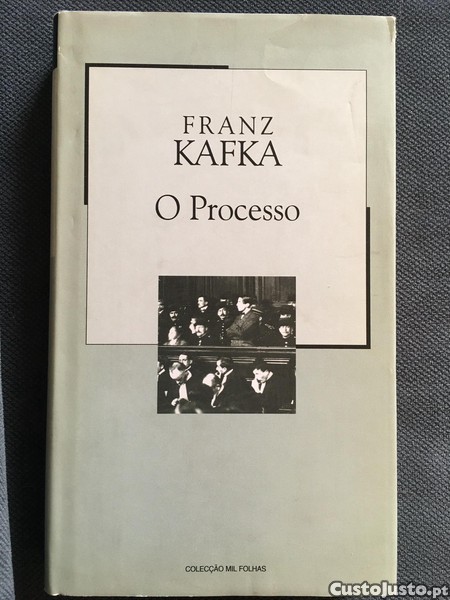 FRANZ
KAFKA
O Processo
COLECÇÃO MIL FOLHAS
CustoJusto.pt